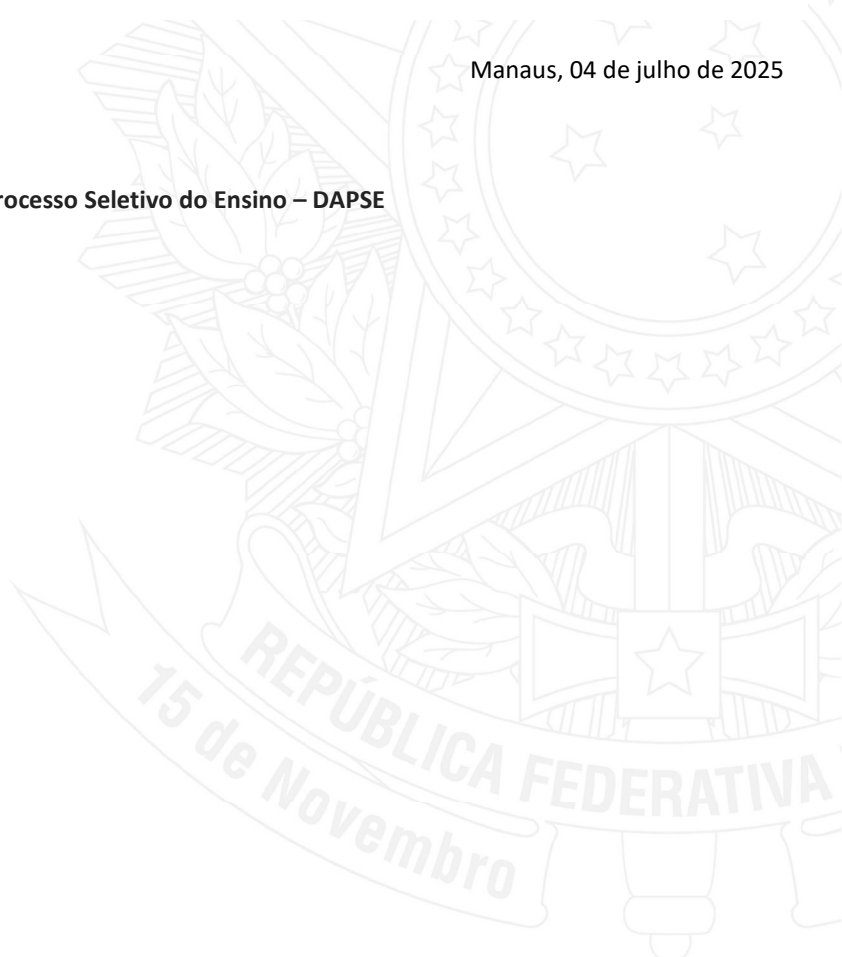 Manaus, 04 de julho de 2025
rocesso Seletivo do Ensino – DAPSE
REPÚBLICA FEDERATIVA
15 de Novembro